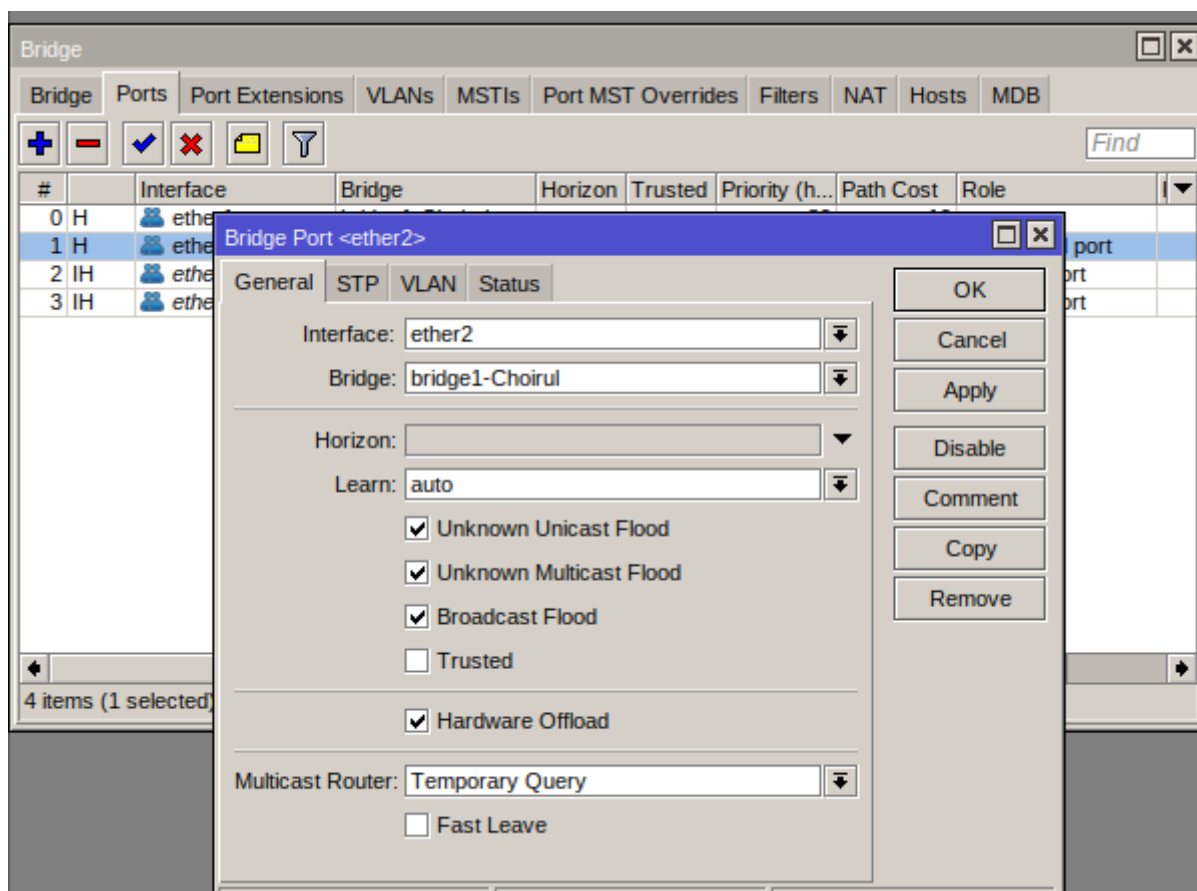 Bridge
Bridge Ports Port Extensions VLANs MSTIs Port MST Overrides Filters NAT Hosts MDB
Find
# Interface Bridge Horizon Trusted Priority (h... Path Cost Role
0 H
1 H port
2 IH
3 IH
4 items (1 selected)
Bridge Port <ether2>
General STP VLAN Status
Interface: ether2
Bridge: bridge1-Choirul
Horizon:
Learn: auto
Unknown Unicast Flood
Unknown Multicast Flood
Broadcast Flood
Trusted
Hardware Offload
Multicast Router: Temporary Query
Fast Leave
OK
Cancel
Apply
Disable
Comment
Copy
Remove